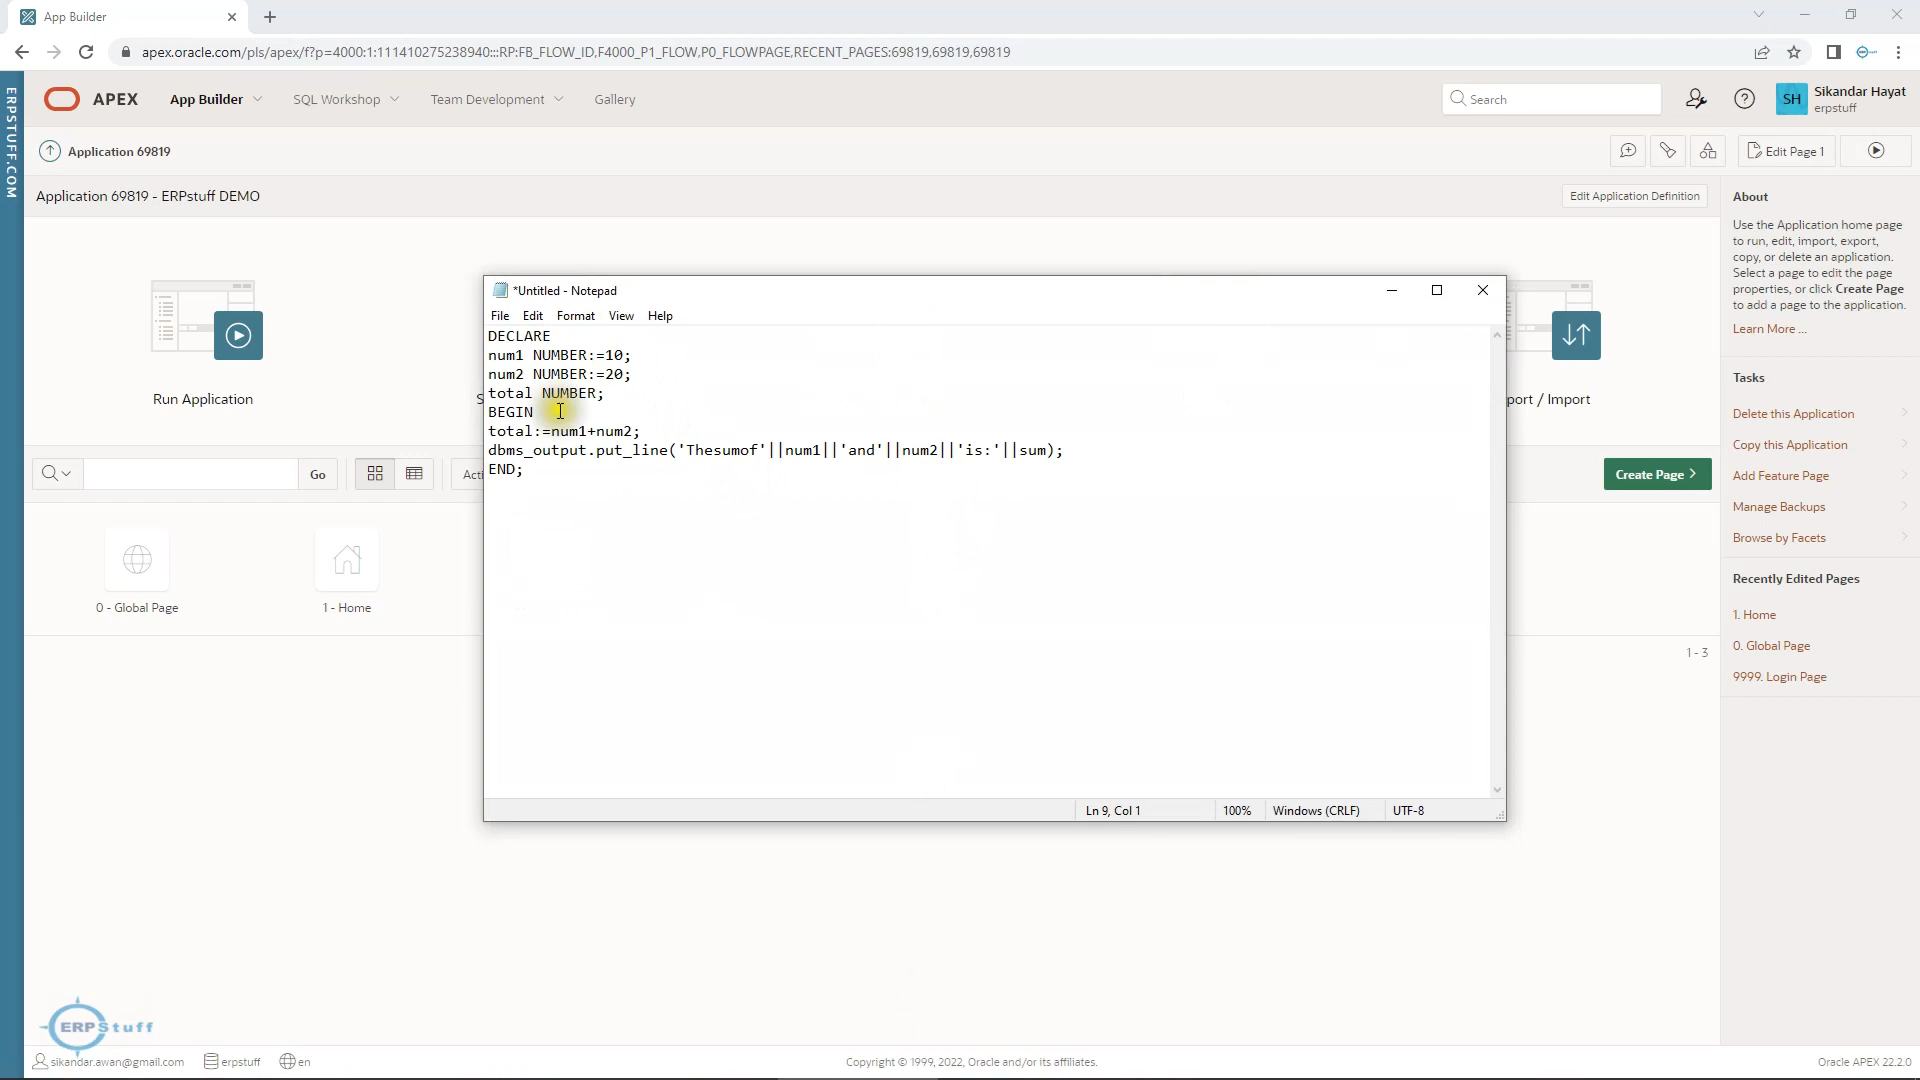 App Builder
apex.oracle.com/pls/apex/f?p=4000:1:111410275238940:::RP:FB_FLOW_ID,F4000_P1_FLOW,P0_FLOWPAGE,RECENT_PAGES:69819,69819,69819
ERPSTUFF.COM
APEX
App Builder
SQL Workshop
Team Development
Gallery
Search
SH
Sikandar Hayat
erpstuff
Application 69819
Edit Page 1
Application 69819 - ERPstuff DEMO
Edit Application Definition
Run Application
S
port / Import
Go
Acti
Create Page
0 - Global Page
1 - Home
1 - 3
*Untitled - Notepad
File Edit Format View Help
DECLARE
num1 NUMBER:=10;
num2 NUMBER:=20;
total NUMBER;
BEGIN
total:=num1+num2;
dbms_output.put_line('Thesumof'||num1||'and'||num2||'is:'||sum);
END;
Ln 9, Col 1
100%
Windows (CRLF)
UTF-8
About
Use the Application home page
to run, edit, import, export,
copy, or delete an application.
Select a page to edit the page
properties, or click Create Page
to add a page to the application.
Learn More ...
Tasks
Delete this Application
Copy this Application
Add Feature Page
Manage Backups
Browse by Facets
Recently Edited Pages
1. Home
0. Global Page
9999. Login Page
ERPStuff
sikandar.awan@gmail.com
erpstuff
en
Copyright © 1999, 2022, Oracle and/or its affiliates.
Oracle APEX 22.2.0